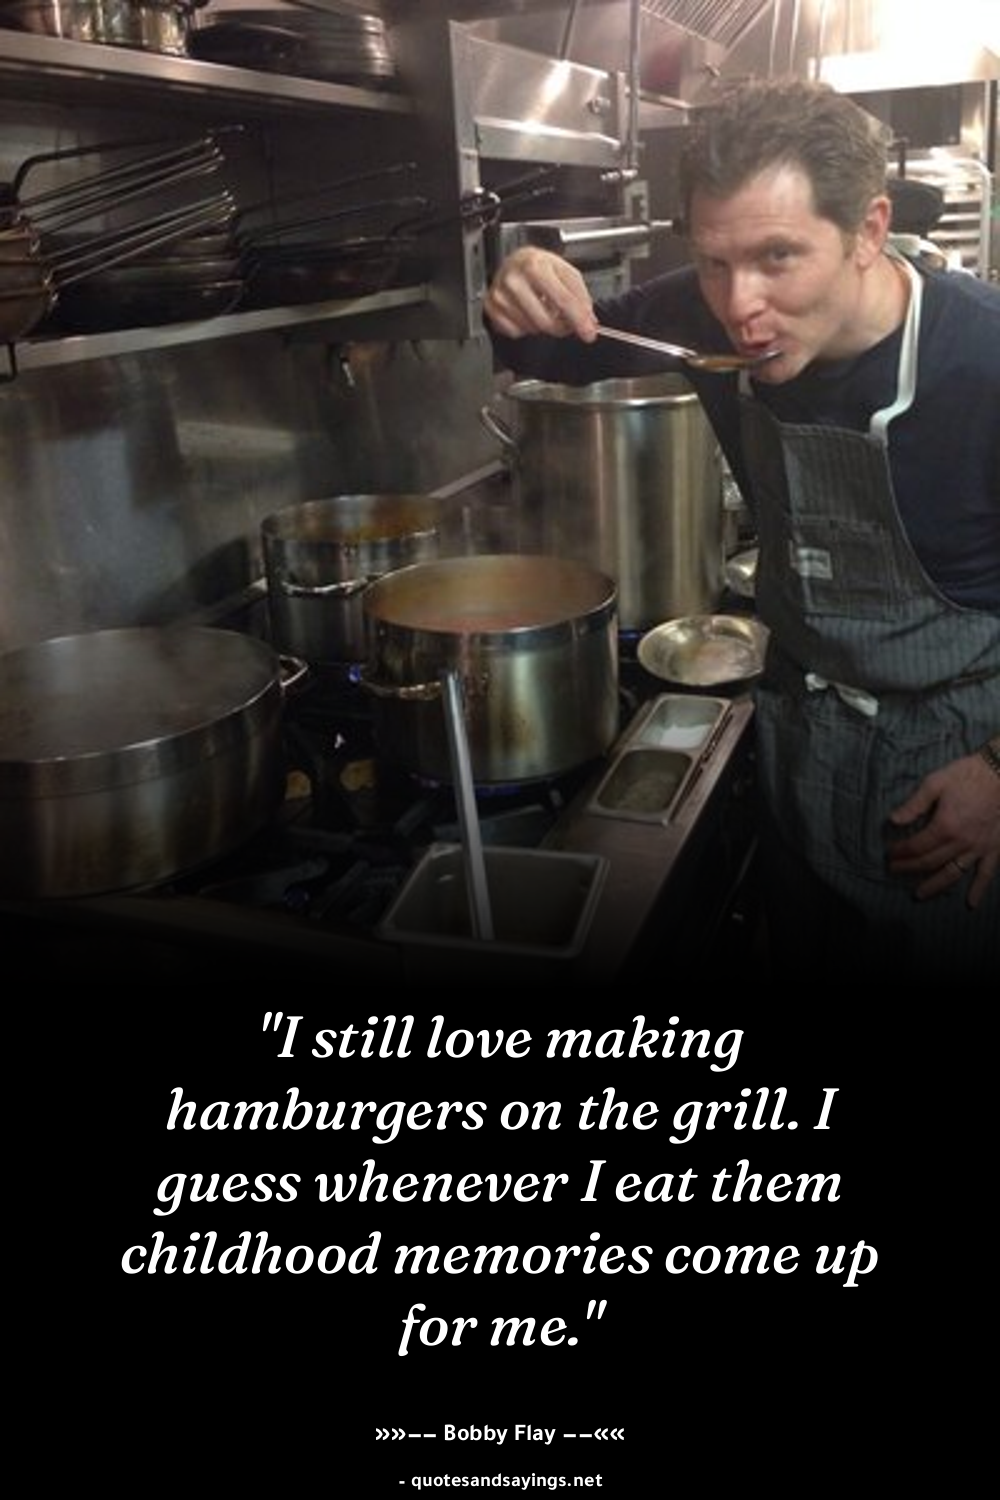 "I still love making
hamburgers on the grill. I
guess whenever I eat them
childhood memories come up
for me."
»»–– Bobby Flay ––««
- quotesandsayings.net